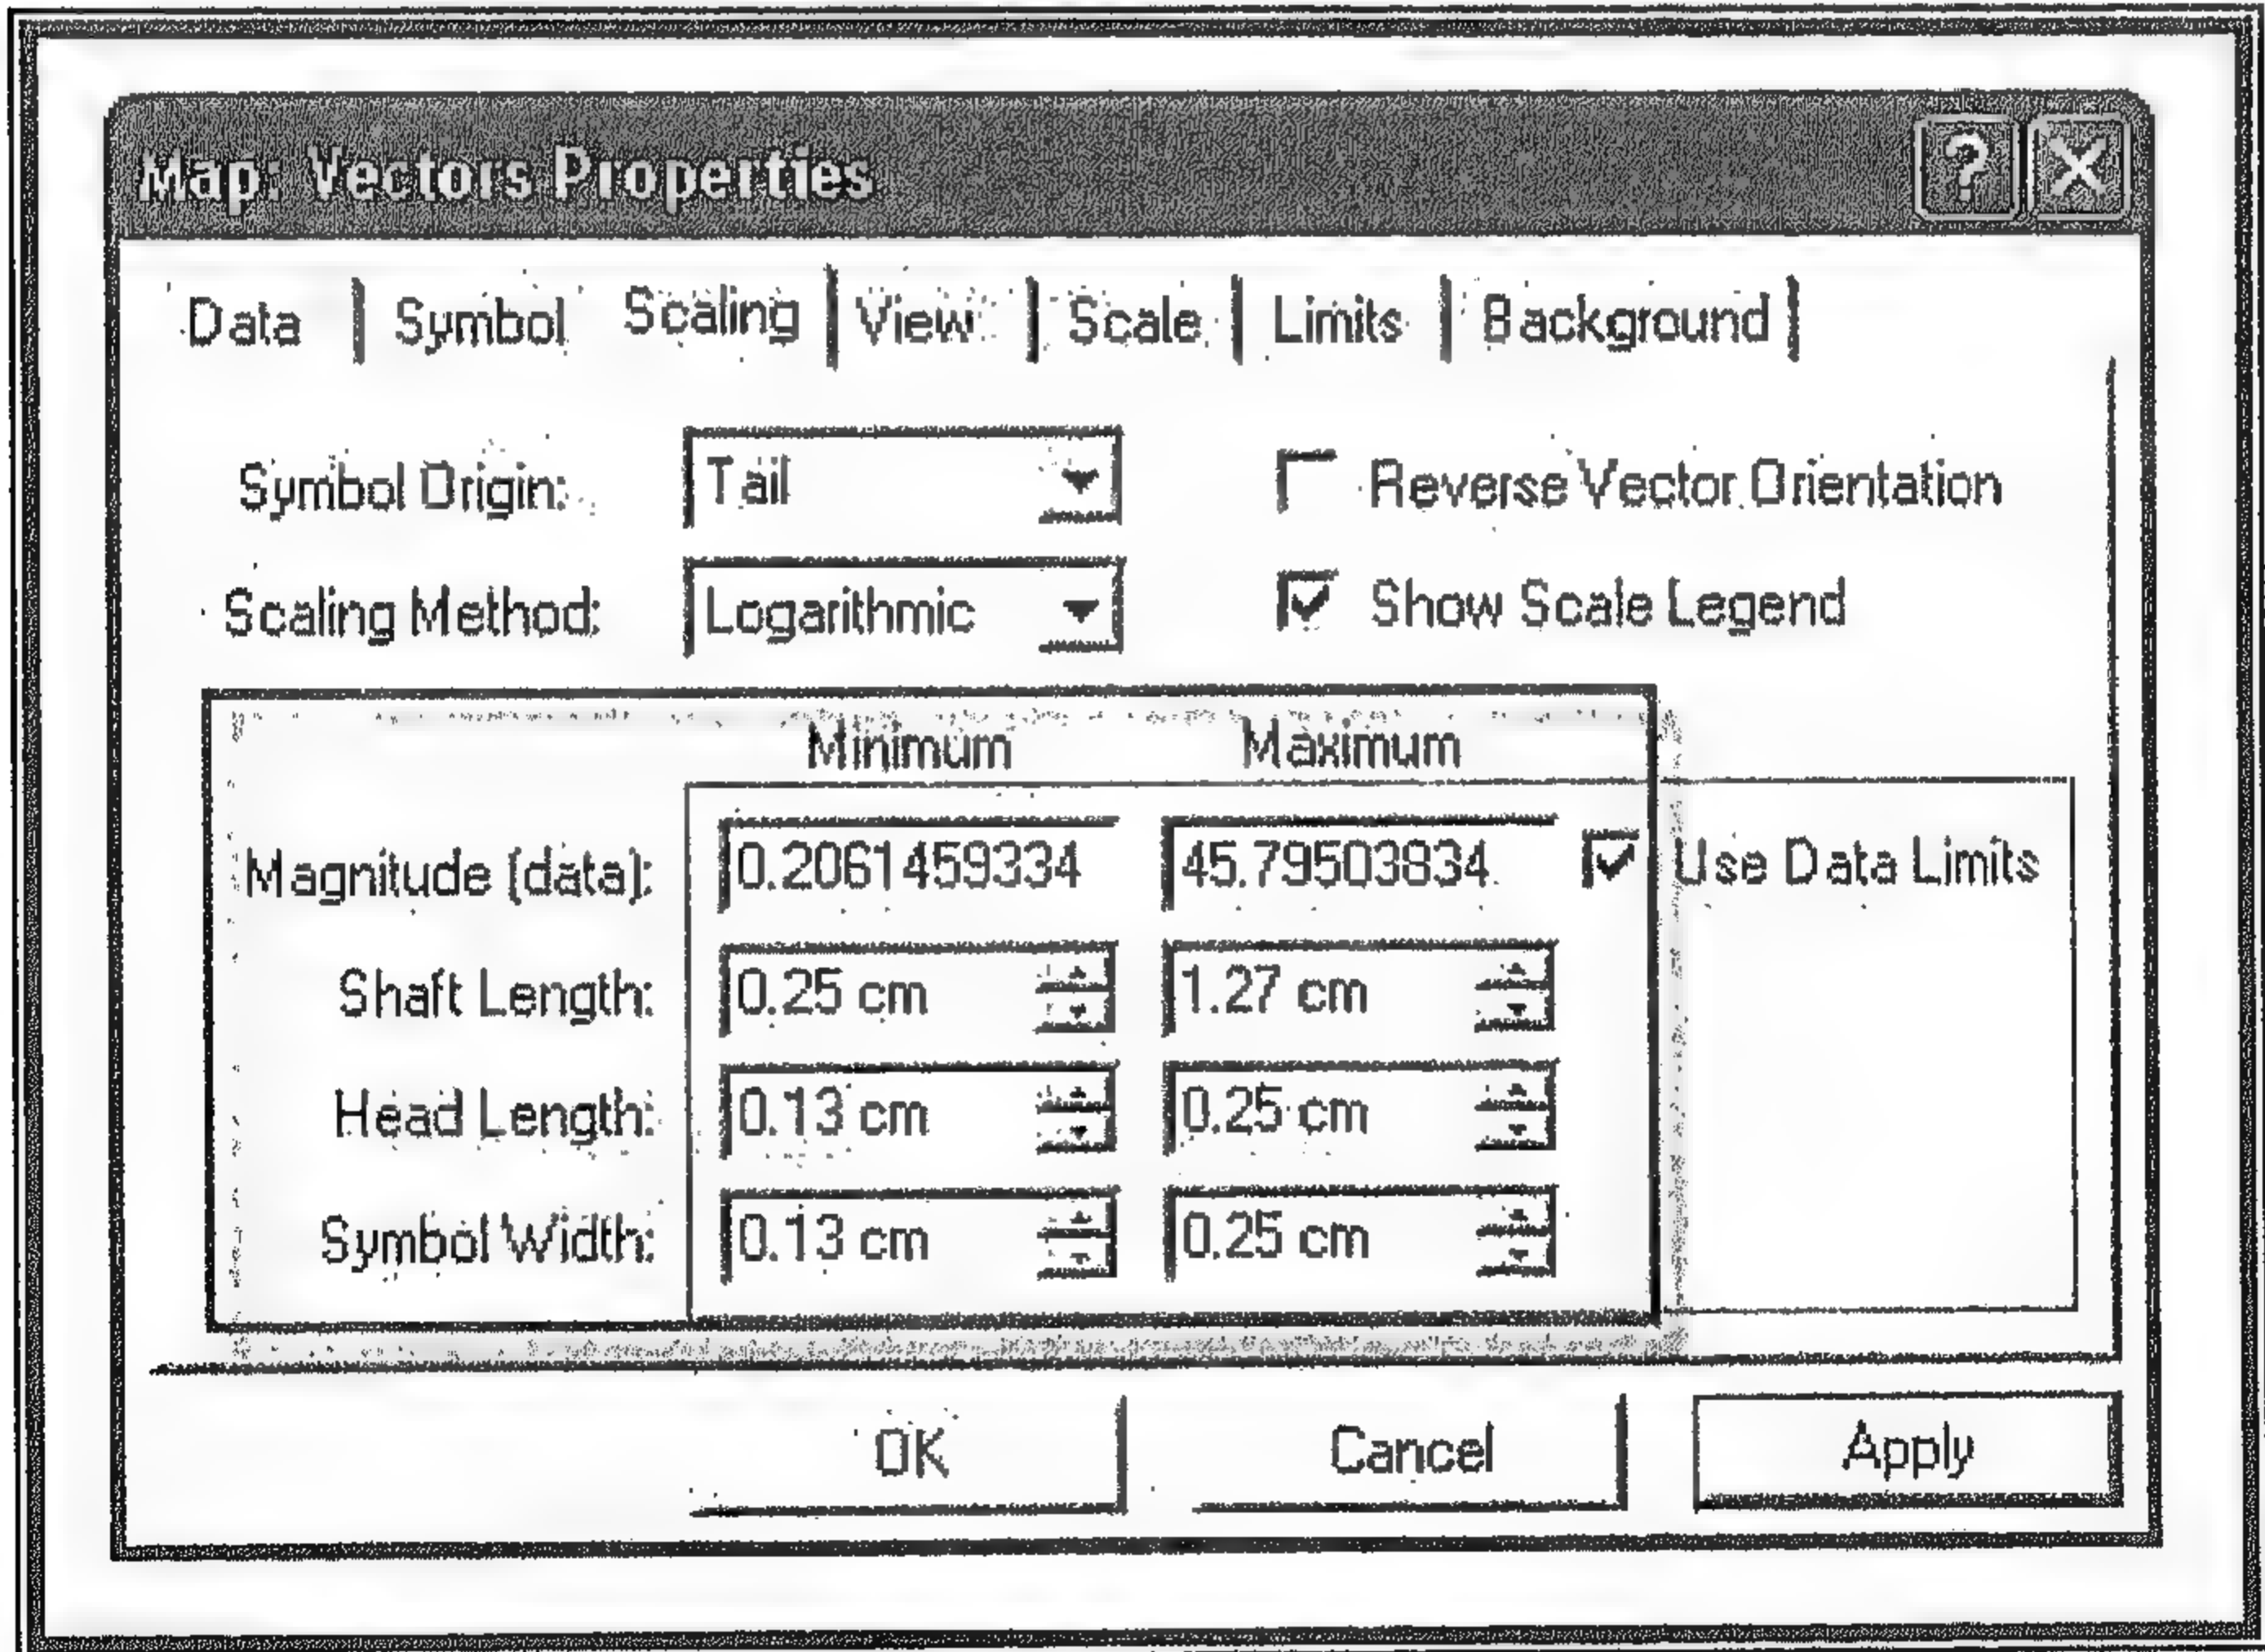 Map: Vectors Properties ? X
Data Symbol Scaling View Scale Limits Background
Symbol Origin: Tail Reverse Vector Orientation
Scaling Method: Logarithmic Show Scale Legend
Minimum Maximum
Magnitude (data): 0.2061459334 45.79503834 Use Data Limits
Shaft Length: 0.25 cm 1.27 cm
Head Length: 0.13 cm 0.25 cm
Symbol Width: 0.13 cm 0.25 cm
OK Cancel Apply